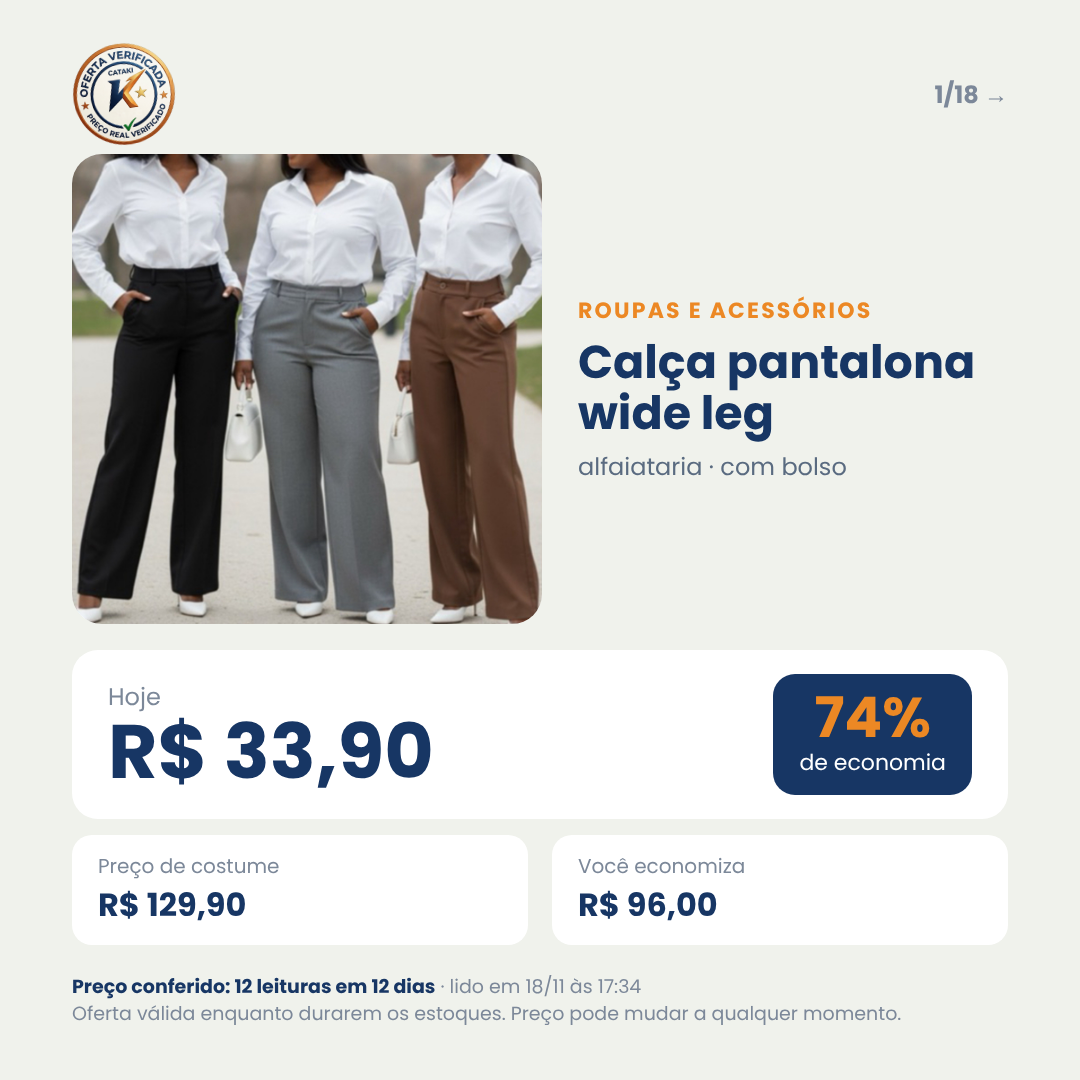 OFERTA VERIFICADA
CATAKI
PREÇO REAL VERIFICADO
1/18 →
ROUPAS E ACESSÓRIOS
Calça pantalona
wide leg
alfaiataria · com bolso
Hoje
R$ 33,90
74%
de economia
Preço de costume
R$ 129,90
Você economiza
R$ 96,00
Preço conferido: 12 leituras em 12 dias · lido em 18/11 às 17:34
Oferta válida enquanto durarem os estoques. Preço pode mudar a qualquer momento.